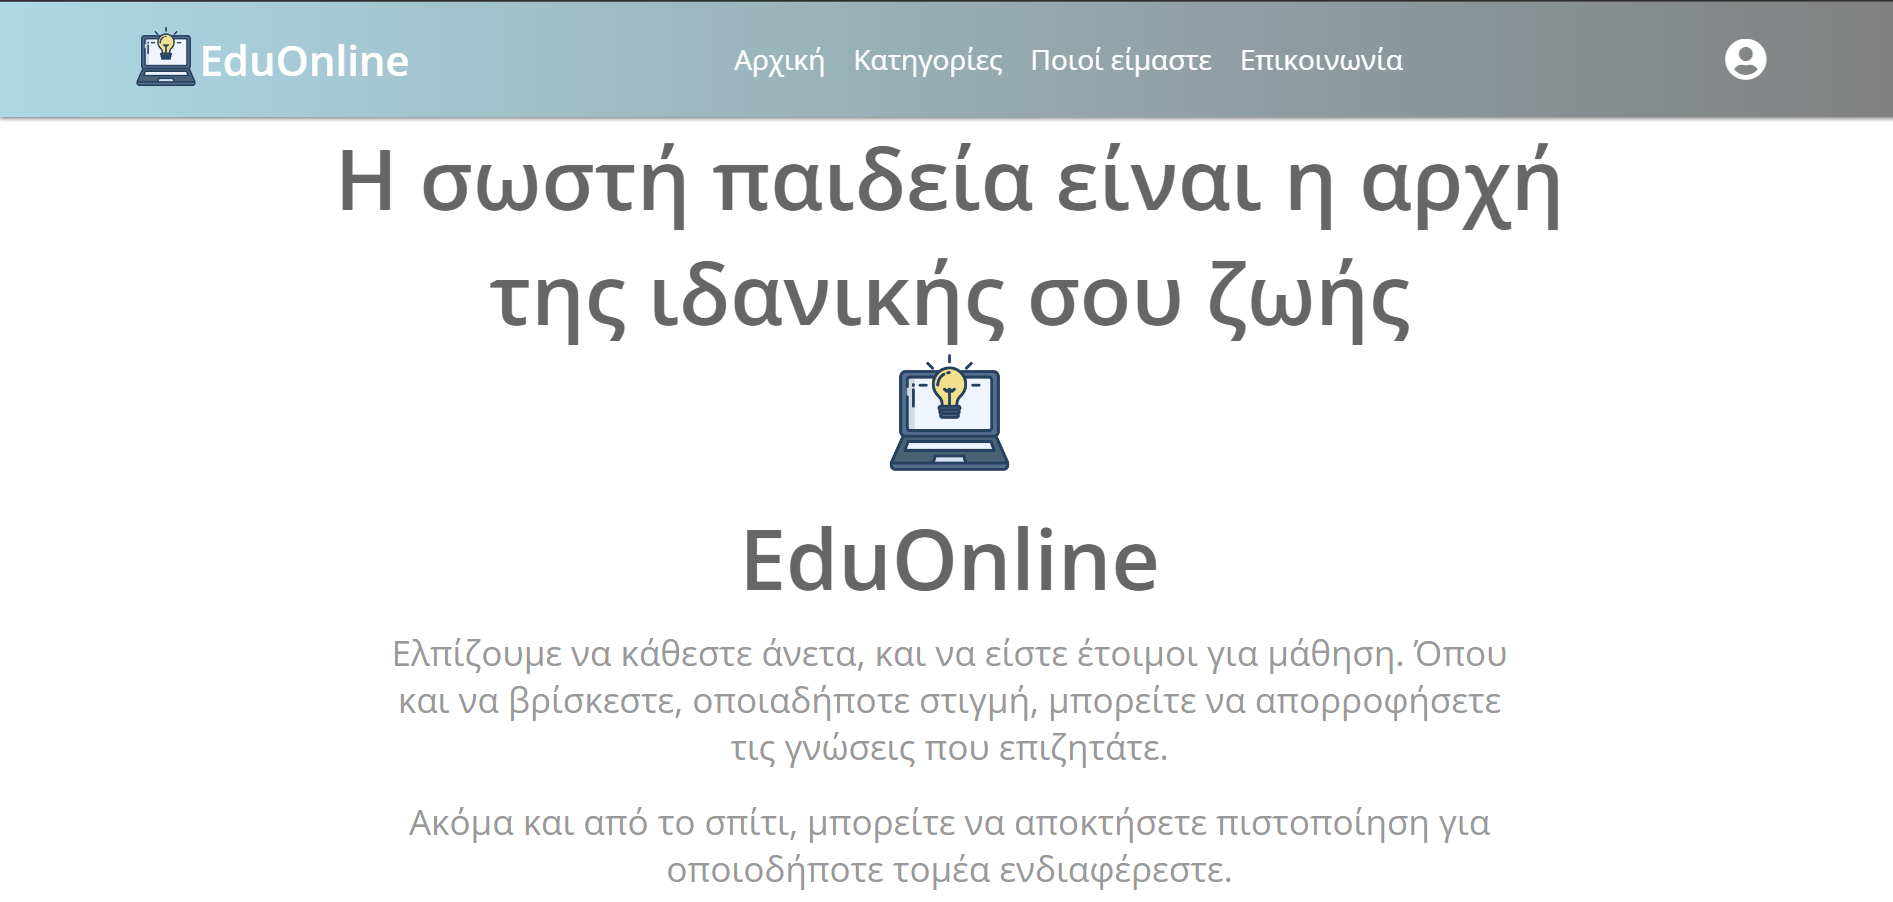 EduOnline
Αρχική Κατηγορίες Ποιοί είμαστε Επικοινωνία
Η σωστή παιδεία είναι η αρχή
της ιδανικής σου ζωής
EduOnline
Ελπίζουμε να κάθεστε άνετα, και να είστε έτοιμοι για μάθηση. Όπου
και να βρίσκεστε, οποιαδήποτε στιγμή, μπορείτε να απορροφήσετε
τις γνώσεις που επιζητάτε.
Ακόμα και από το σπίτι, μπορείτε να αποκτήσετε πιστοποίηση για
οποιοδήποτε τομέα ενδιαφέρεστε.